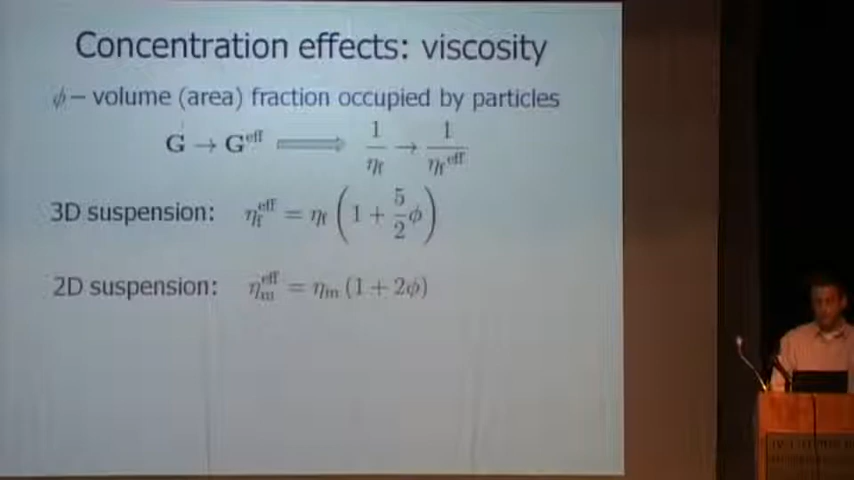 Concentration effects: viscosity
ϕ – volume (area) fraction occupied by particles
G → G^eff ⟹ 1/η_f → 1/η_f^eff
3D suspension: η_f^eff = η_f (1 + 5/2 ϕ)
2D suspension: η_m^eff = η_m (1 + 2ϕ)